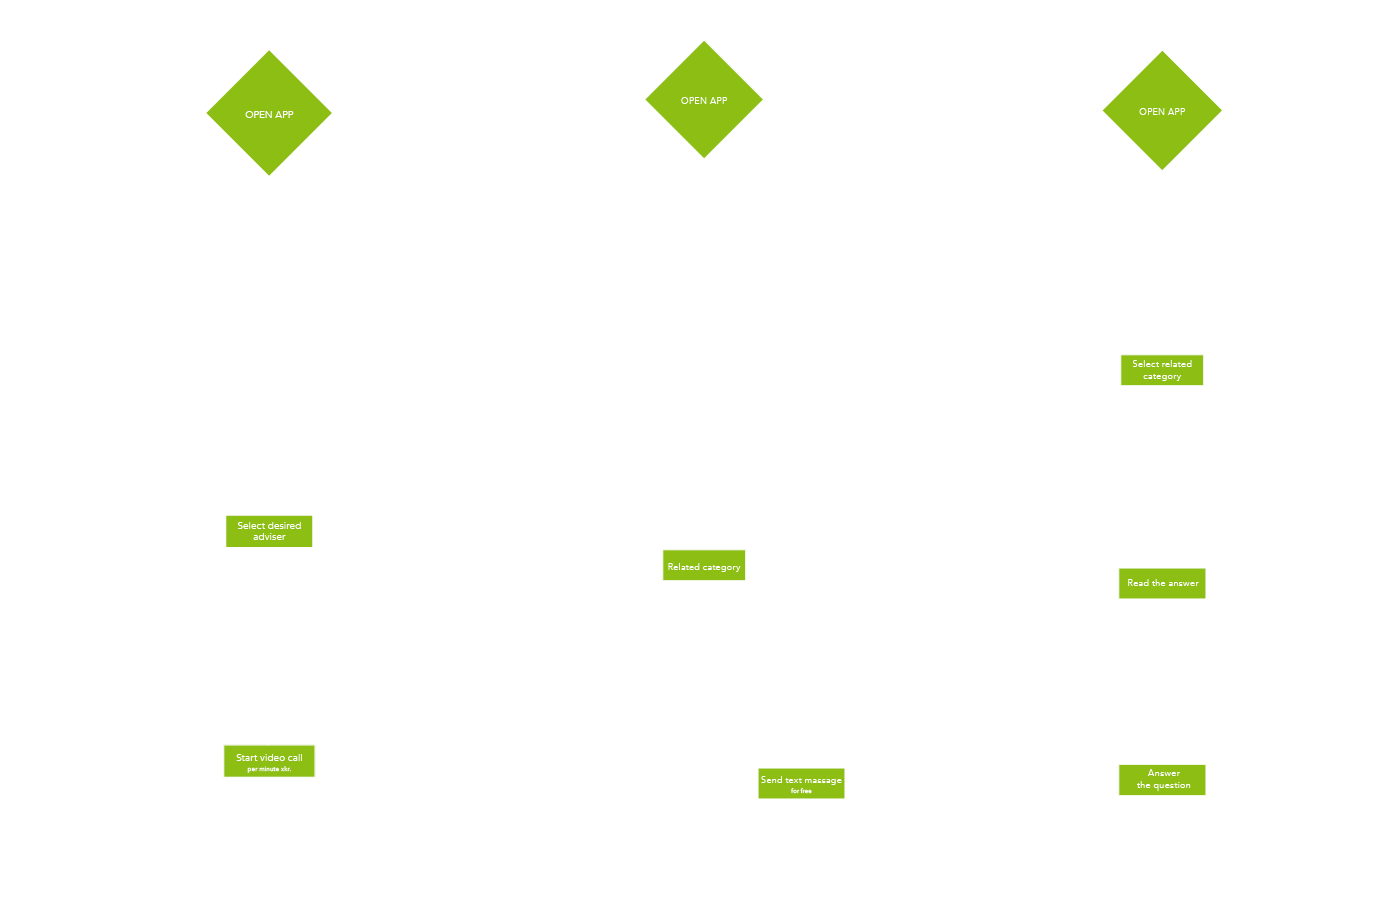 OPEN APP
Select desired
adviser
Start video call
per minute xkr.
OPEN APP
Related category
Send text massage
for free
OPEN APP
Select related
category
Read the answer
Answer
the question